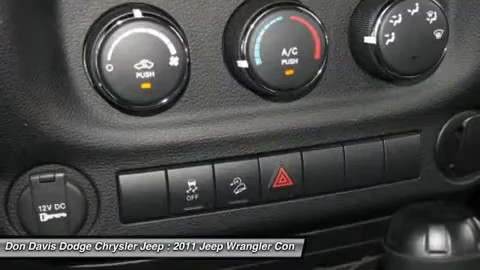 PUSH
A/C
PUSH
OFF
12V DC
Don Davis Dodge Chrysler Jeep : 2011 Jeep Wrangler Con